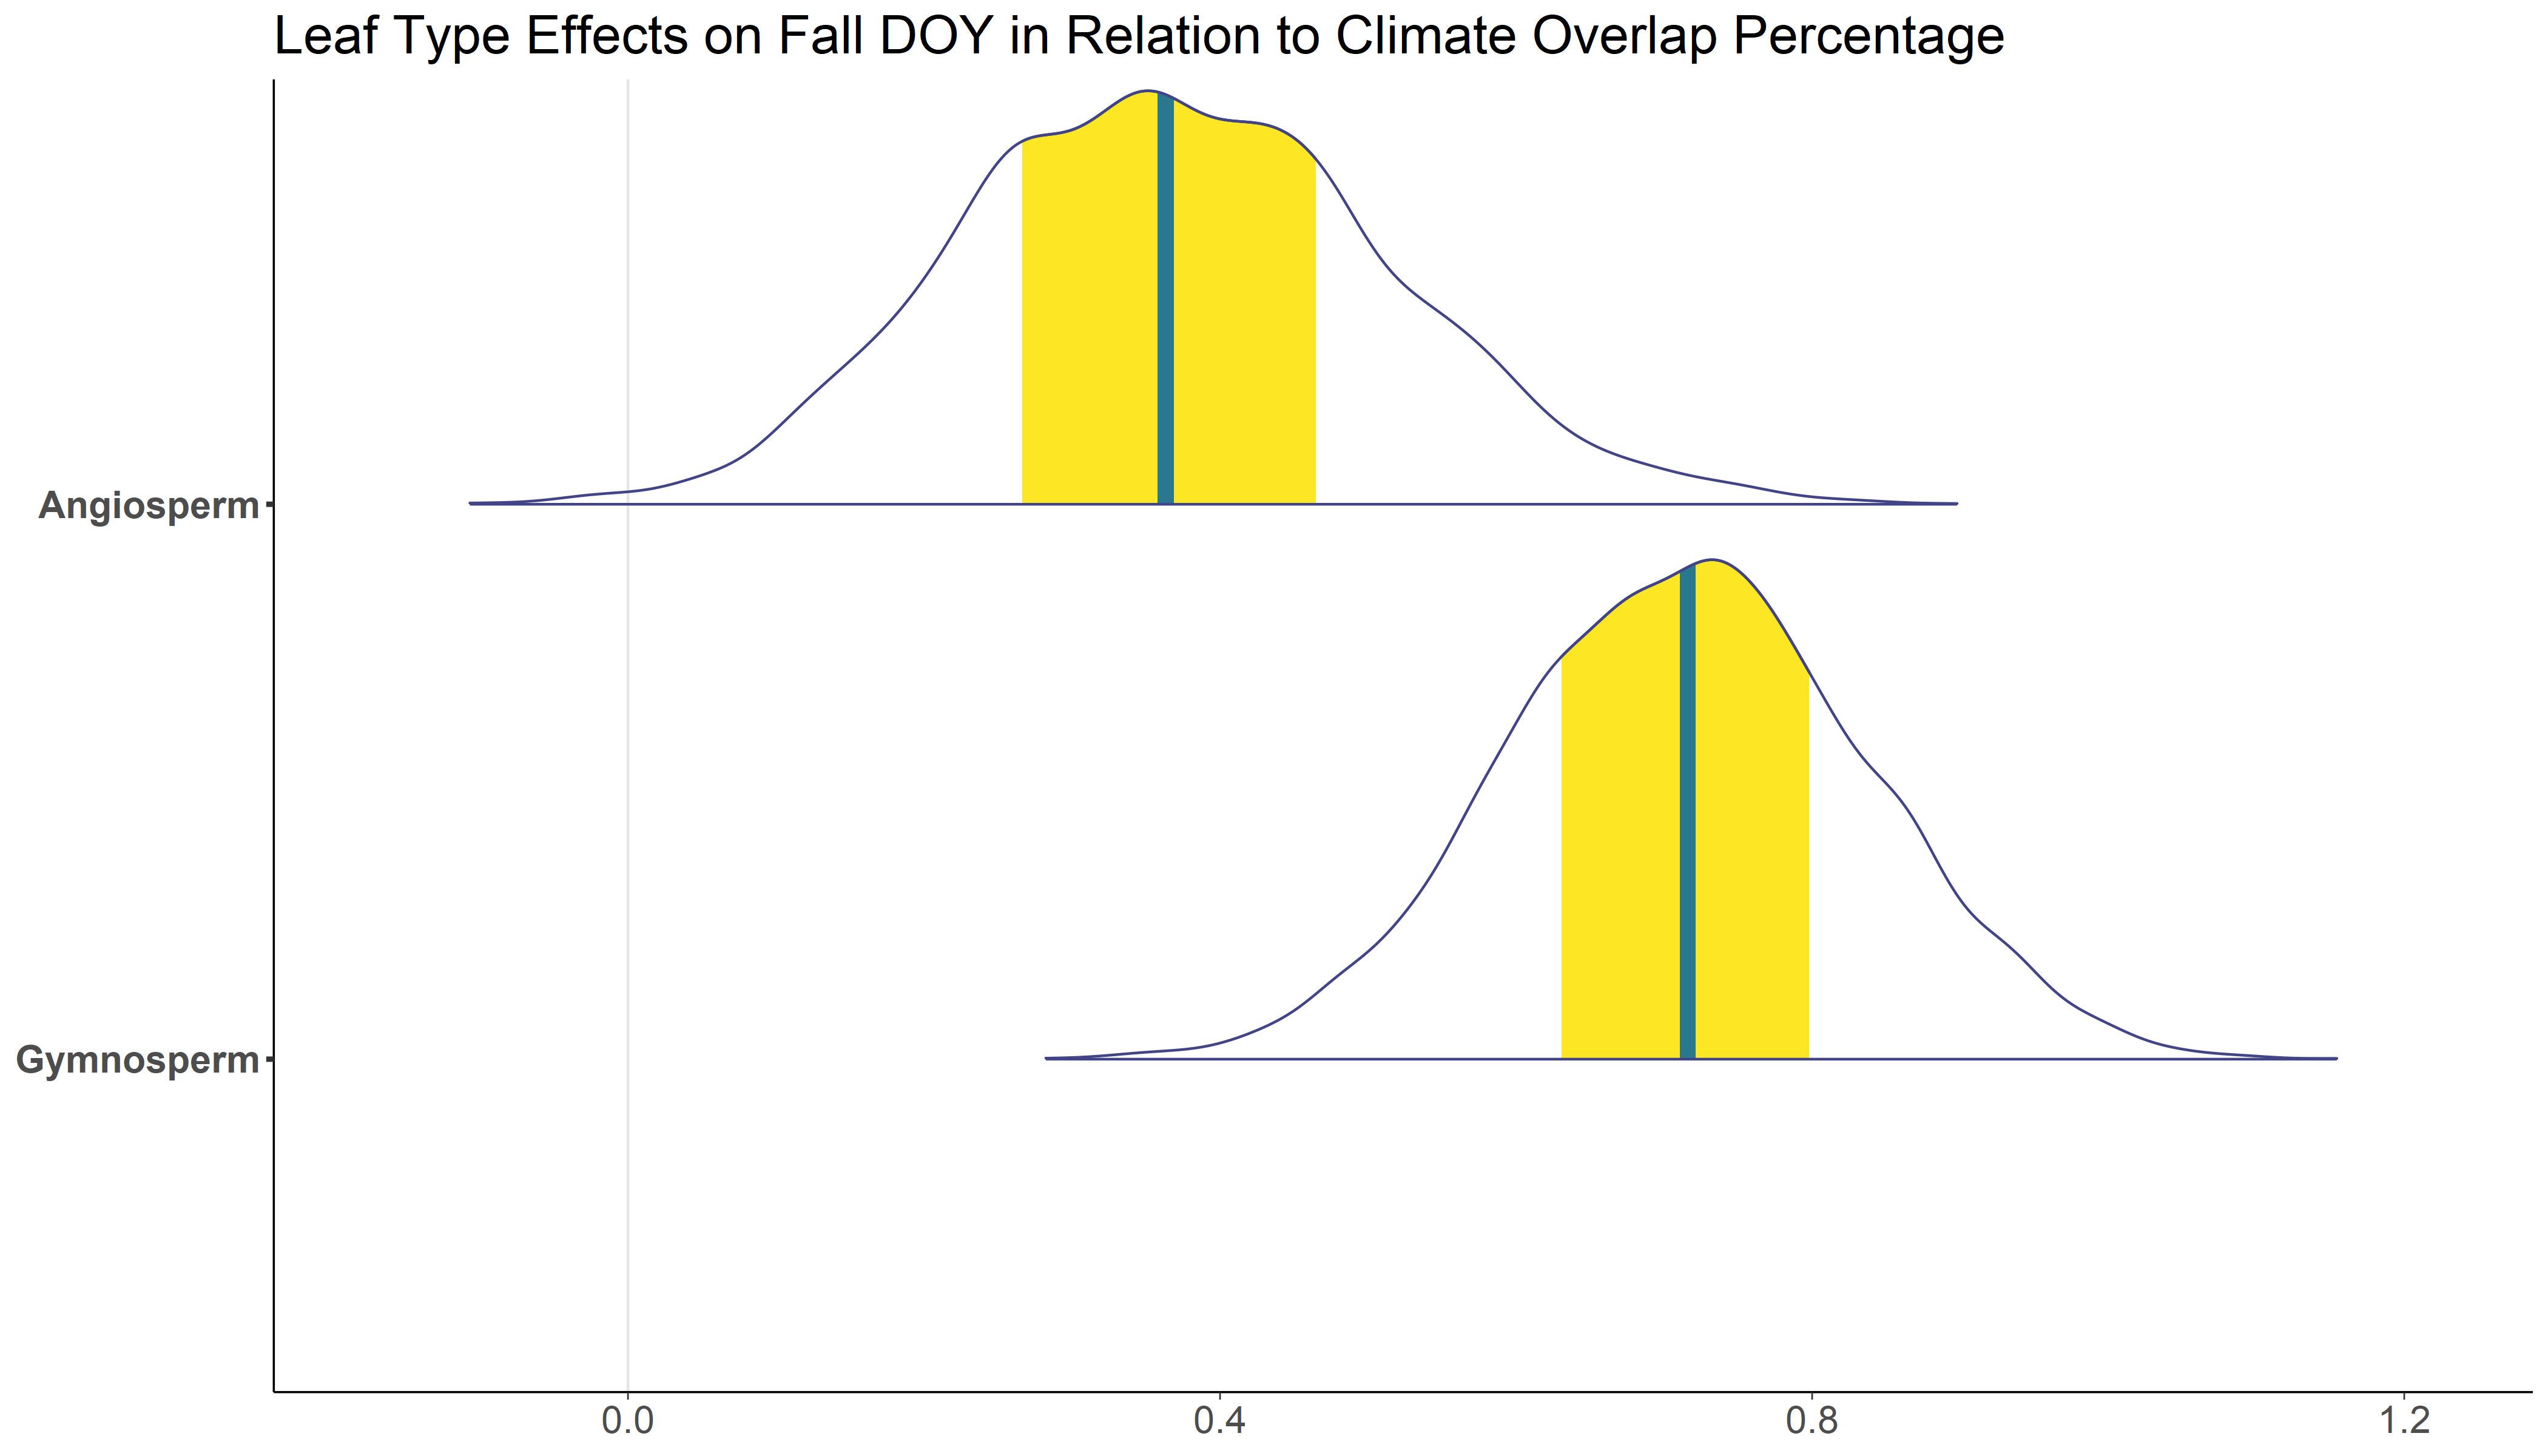 Leaf Type Effects on Fall DOY in Relation to Climate Overlap Percentage
Angiosperm
Gymnosperm
0.0 0.4 0.8 1.2